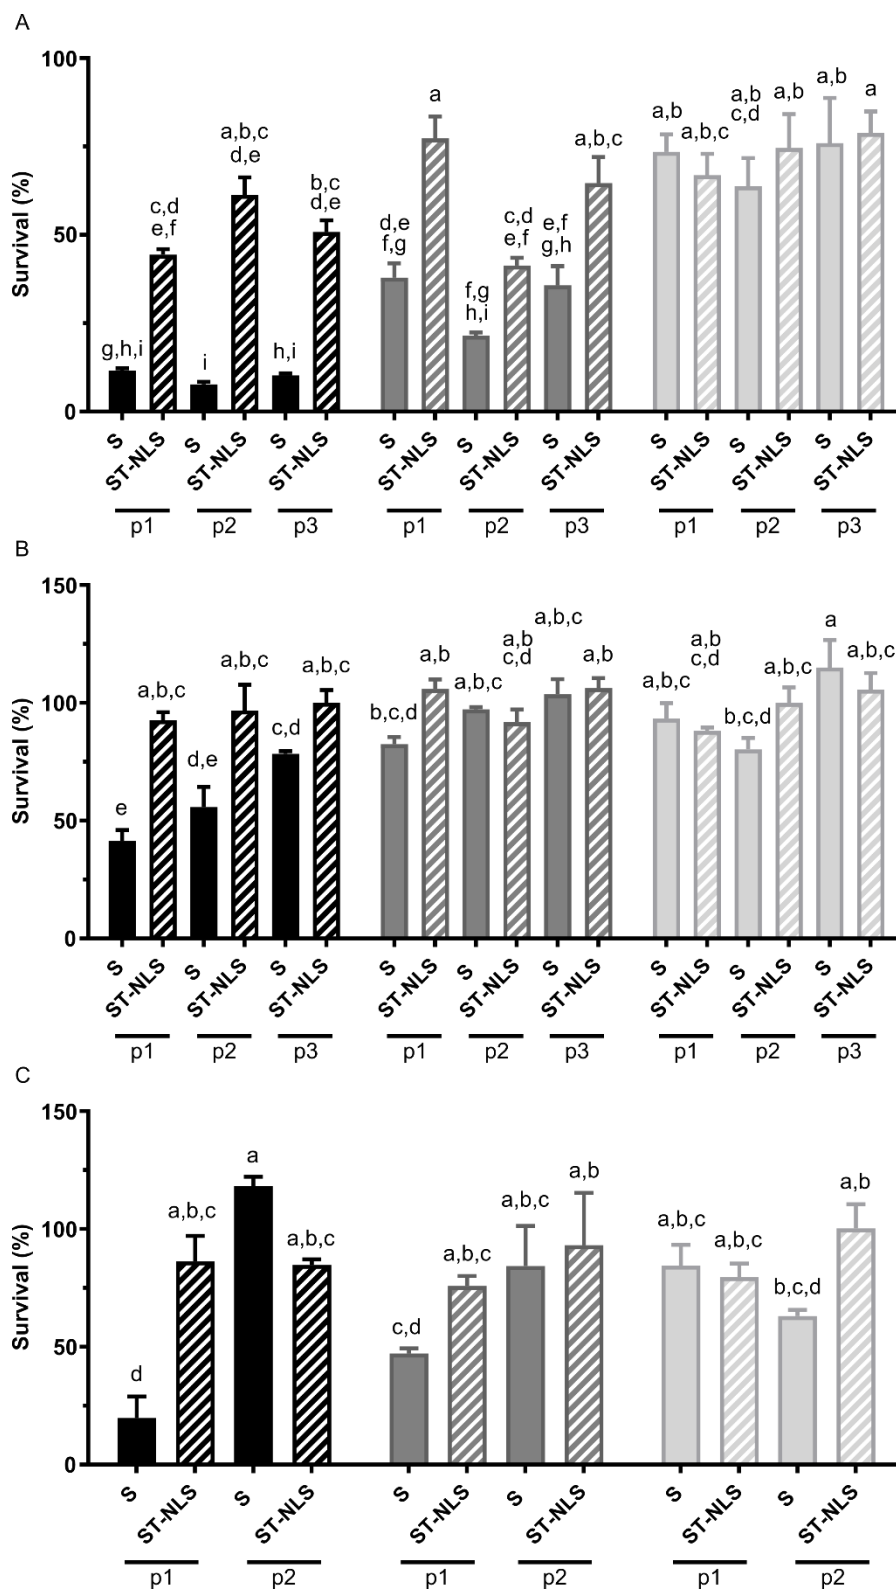 A
Survival (%)
100
50
0
g,h,i
c,d
e,f
i
a,b,c
d,e
h,i
b,c
d,e
d,e
f,g
a
f,g
h,i
c,d
e,f
e,f
g,h
a,b,c
a,b
a,b,c
a,b
c,d
a,b
a,b
a
S ST-NLS S ST-NLS S ST-NLS S ST-NLS S ST-NLS S ST-NLS S ST-NLS S ST-NLS S ST-NLS
p1 p2 p3 p1 p2 p3 p1 p2 p3
B
Survival (%)
150
100
50
0
e
a,b,c
d,e
a,b,c
c,d
a,b,c
b,c,d
a,b
a,b,c
a,b
c,d
a,b,c
a,b
a,b,c
a,b
c,d
b,c,d
a,b,c
a
a,b,c
S ST-NLS S ST-NLS S ST-NLS S ST-NLS S ST-NLS S ST-NLS S ST-NLS S ST-NLS S ST-NLS
p1 p2 p3 p1 p2 p3 p1 p2 p3
C
Survival (%)
150
100
50
0
d
a,b,c
a
a,b,c
c,d
a,b,c
a,b,c
a,b
a,b,c
a,b,c
b,c,d
a,b
S ST-NLS S ST-NLS S ST-NLS S ST-NLS S ST-NLS S ST-NLS
p1 p2 p1 p2 p1 p2